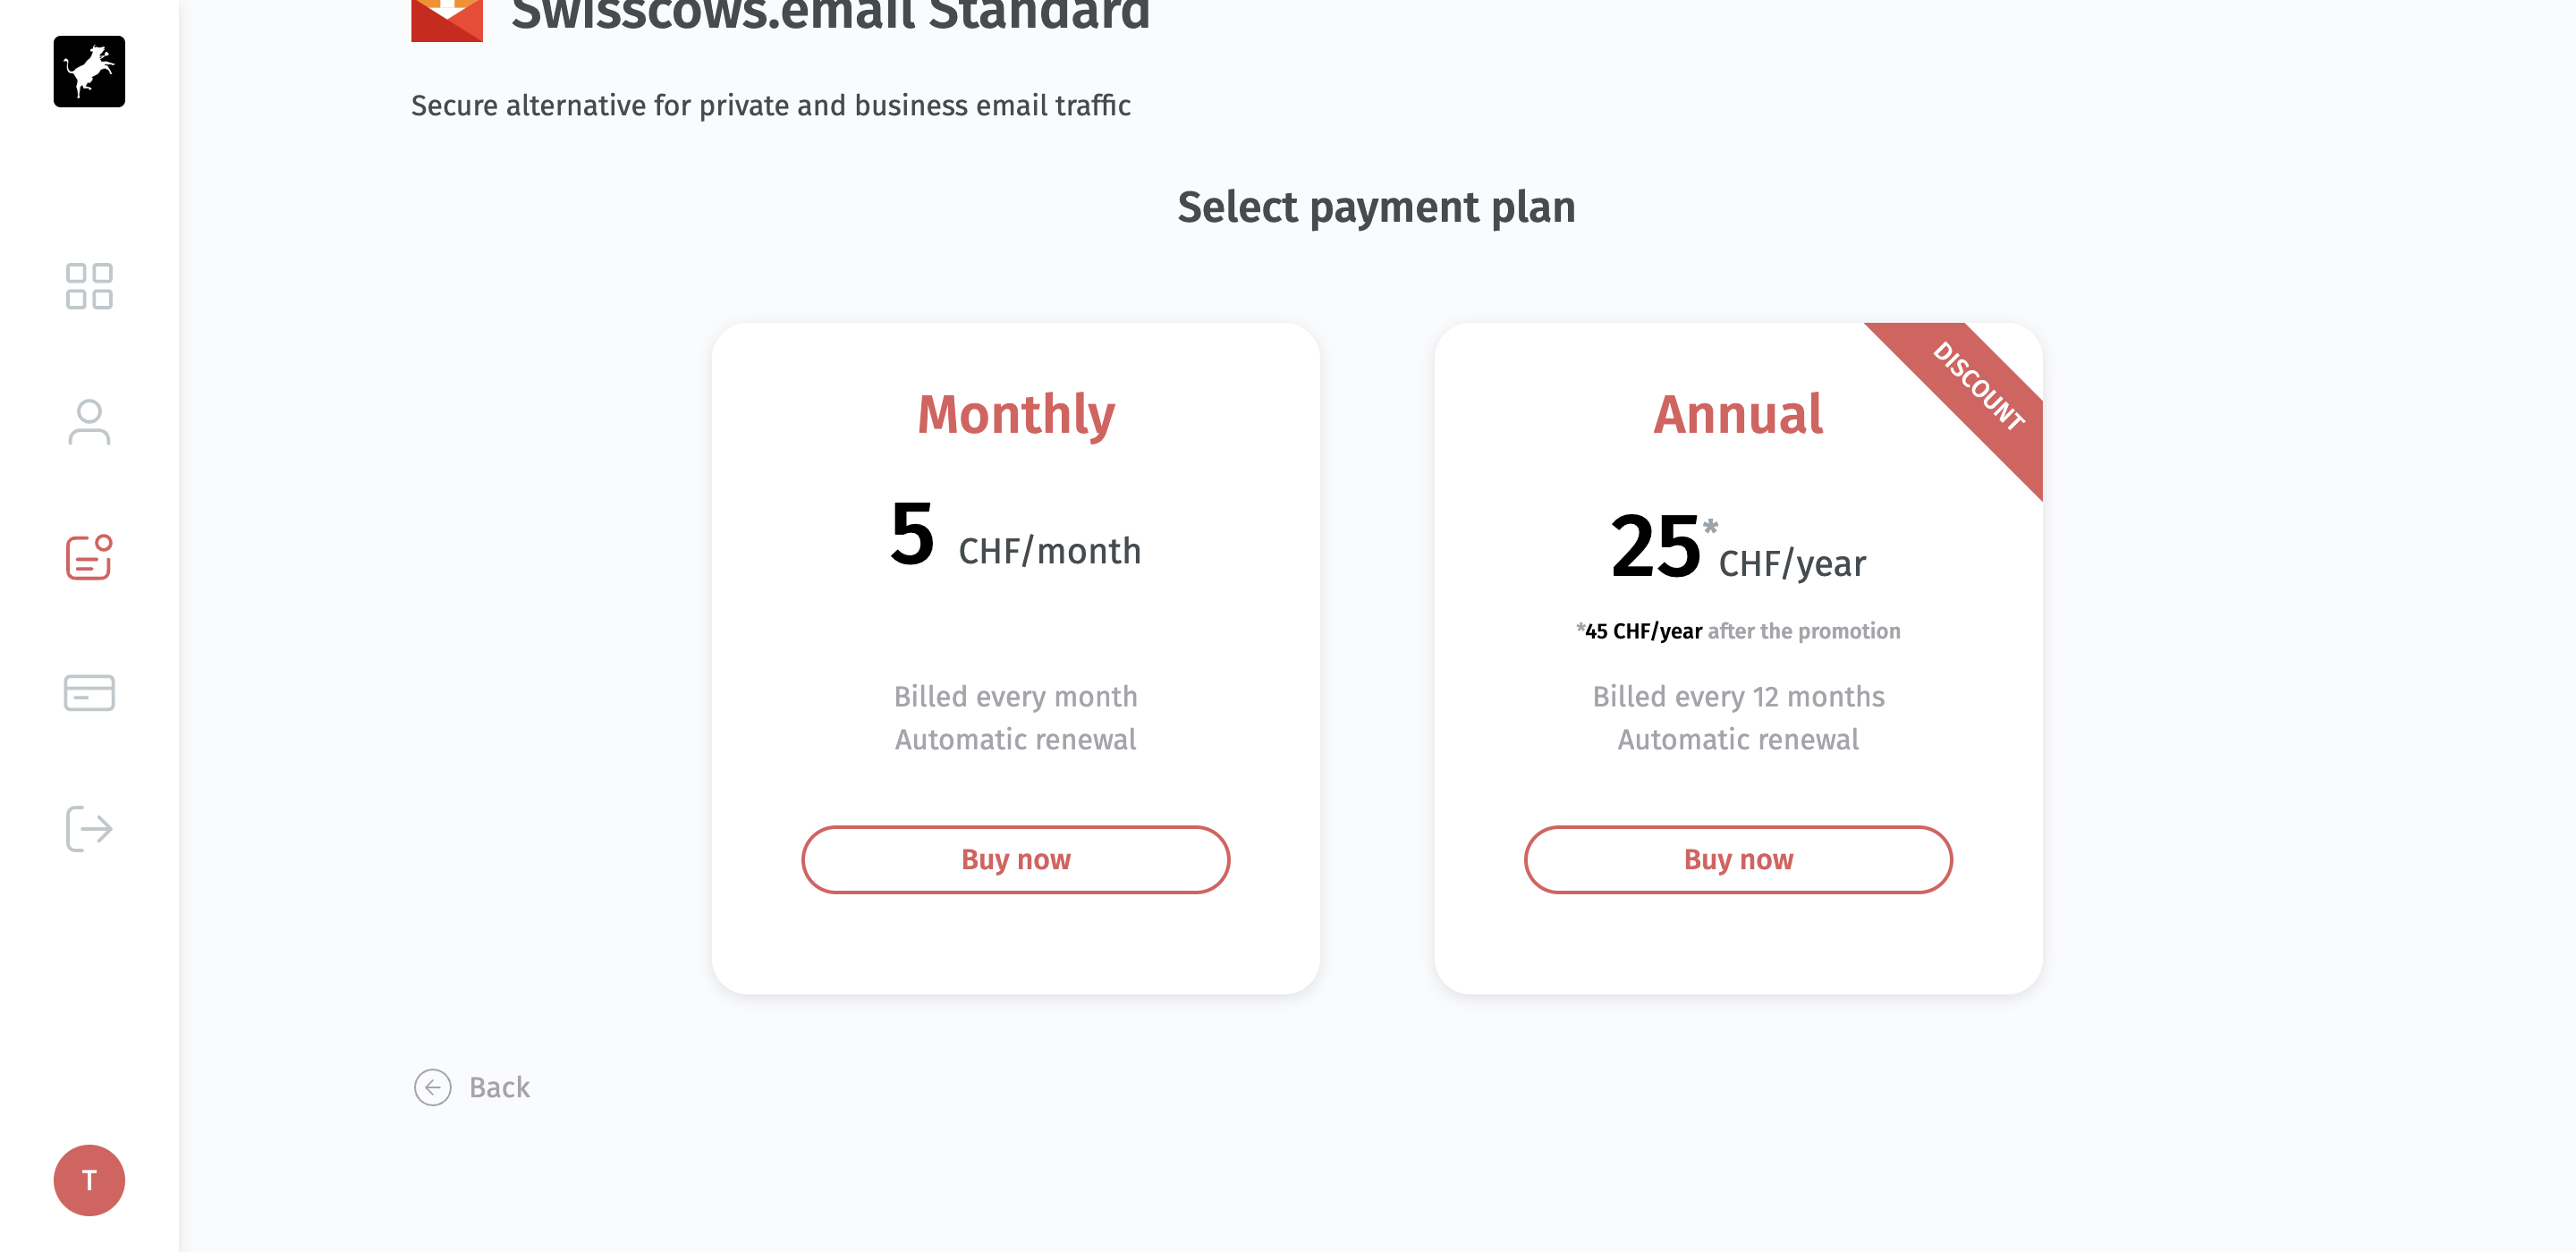 Swisscows.email Standard
Secure alternative for private and business email traffic
Select payment plan
Monthly
5 CHF/month
Billed every month
Automatic renewal
Buy now
DISCOUNT
Annual
25* CHF/year
*45 CHF/year after the promotion
Billed every 12 months
Automatic renewal
Buy now
Back
T